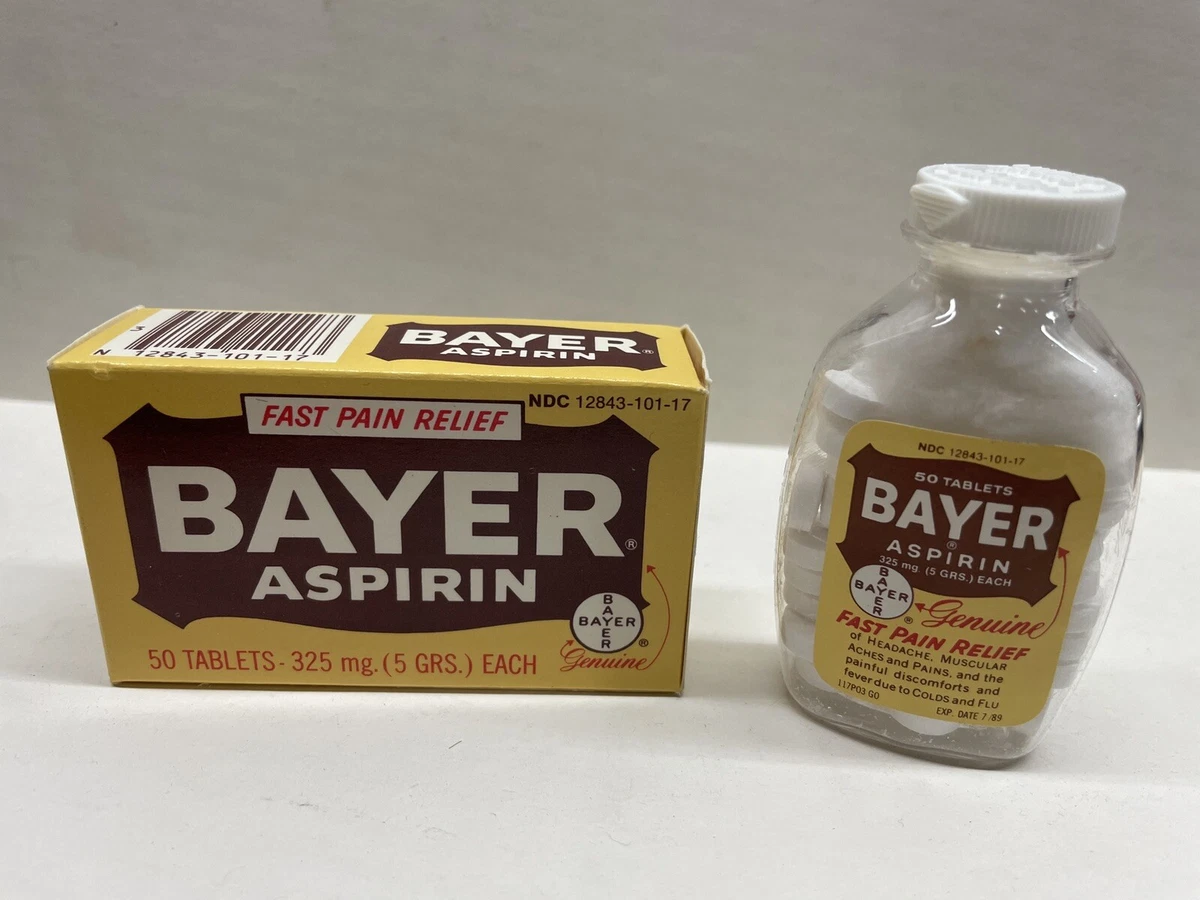 3
N 12843-101-17
BAYER®
ASPIRIN
FAST PAIN RELIEF
NDC 12843-101-17
BAYER®
ASPIRIN
BAYER
BAYER
®
Genuine
50 TABLETS - 325 mg. (5 GRS.) EACH
NDC 12843-101-17
50 TABLETS
BAYER
®
ASPIRIN
325 mg. (5 GRS.) EACH
BAYER
BAYER
®
Genuine
FAST PAIN RELIEF
of HEADACHE, MUSCULAR
ACHES and PAINS, and the
painful discomforts and
fever due to COLDS and FLU
117P03 GO
EXP. DATE 7/89